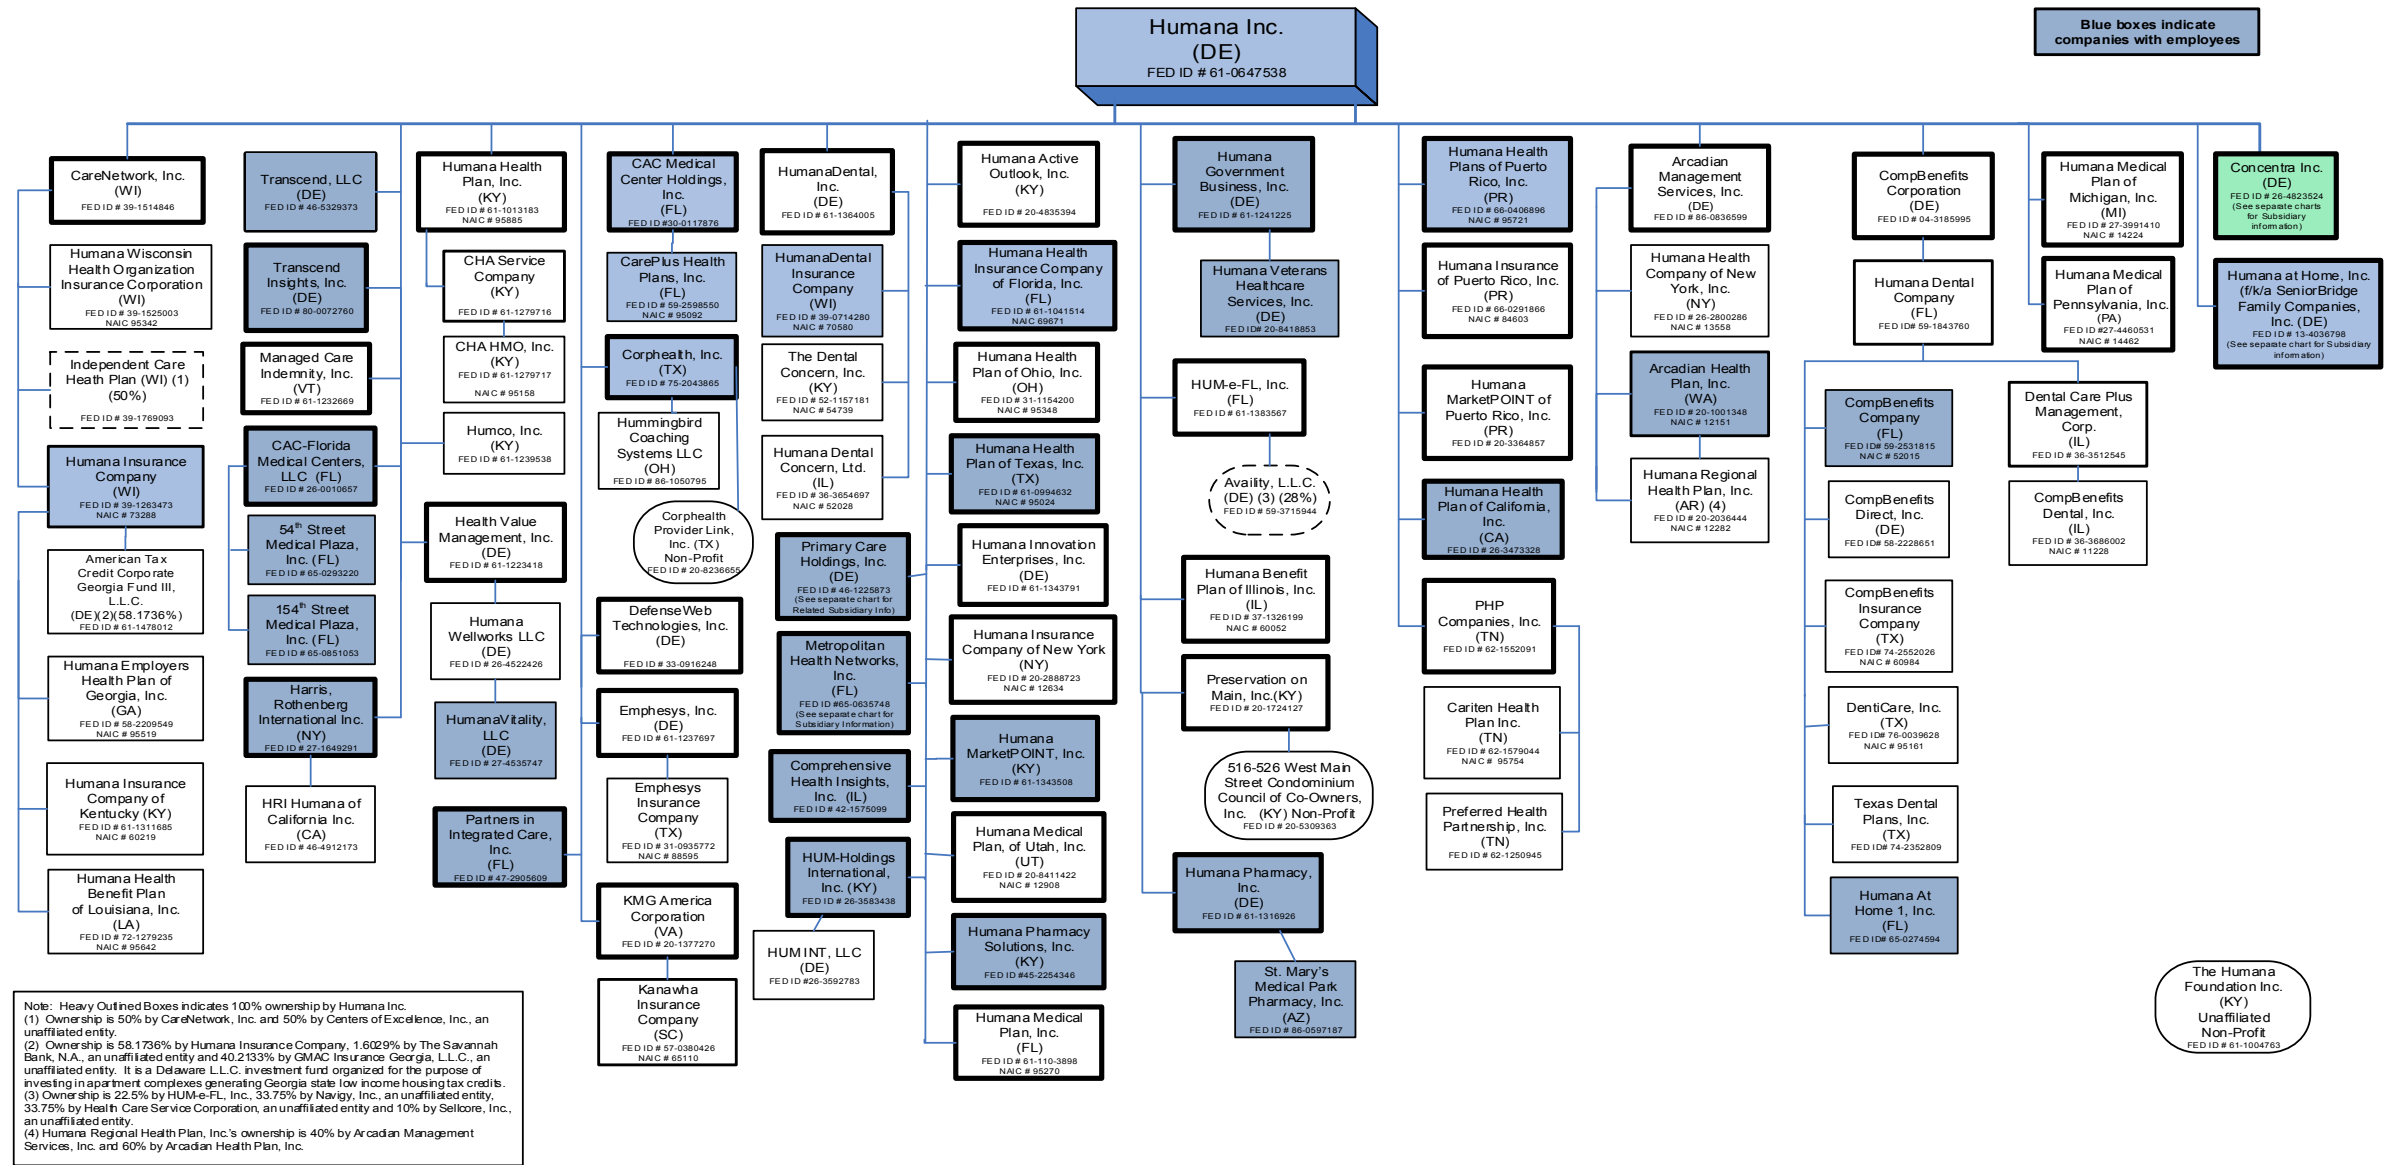 Humana Inc.
(DE)
FED ID # 61-0647538
Blue boxes indicate
companies with employees
CareNetwork, Inc.
(WI)
FED ID # 39-1514846
Humana Wisconsin
Health Organization
Insurance Corporation
(WI)
FED ID # 39-1525003
NAIC 95342
Independent Care
Heath Plan (WI) (1)
(50%)
FED ID # 39-1769093
Humana Insurance
Company
(WI)
FED ID # 39-1263473
NAIC # 73288
American Tax
Credit Corporate
Georgia Fund III,
L.L.C.
(DE)(2)(58.1736%)
FED ID # 61-1478012
Humana Employers
Health Plan of
Georgia, Inc.
(GA)
FED ID # 58-2209549
NAIC # 95519
Humana Insurance
Company of
Kentucky (KY)
FED ID # 61-1311685
NAIC # 60219
Humana Health
Benefit Plan
of Louisiana, Inc.
(LA)
FED ID # 72-1279235
NAIC # 95642
Transcend, LLC
(DE)
FED ID # 46-5329373
Transcend
Insights, Inc.
(DE)
FED ID # 80-0072760
Managed Care
Indemnity, Inc.
(VT)
FED ID # 61-1232669
CAC-Florida
Medical Centers,
LLC (FL)
FED ID # 26-0010657
54th Street
Medical Plaza,
Inc. (FL)
FED ID # 65-0293220
154th Street
Medical Plaza,
Inc. (FL)
FED ID # 65-0851053
Harris,
Rothenberg
International Inc.
(NY)
FED ID # 27-1649291
HRI Humana of
California Inc.
(CA)
FED ID # 46-4912173
Humana Health
Plan, Inc.
(KY)
FED ID # 61-1013183
NAIC # 95885
CHA Service
Company
(KY)
FED ID # 61-1279716
CHA HMO, Inc.
(KY)
FED ID # 61-1279717
NAIC # 95158
Humco, Inc.
(KY)
FED ID # 61-1239538
Health Value
Management, Inc.
(DE)
FED ID # 61-1223418
Humana
Wellworks LLC
(DE)
FED ID # 26-4522426
HumanaVitality,
LLC
(DE)
FED ID # 27-4535747
Partners in
Integrated Care,
Inc.
(FL)
FED ID # 47-2905609
CAC Medical
Center Holdings,
Inc.
(FL)
FED ID #30-0117876
CarePlus Health
Plans, Inc.
(FL)
FED ID # 59-2598550
NAIC # 95092
Corphealth, Inc.
(TX)
FED ID # 75-2043865
Hummingbird
Coaching
Systems LLC
(OH)
FED ID # 86-1050795
Corphealth
Provider Link,
Inc. (TX)
Non-Profit
FED ID # 20-8236655
DefenseWeb
Technologies, Inc.
(DE)
FED ID # 33-0916248
Emphesys, Inc.
(DE)
FED ID # 61-1237697
Emphesys
Insurance
Company
(TX)
FED ID # 31-0935772
NAIC # 88595
KMG America
Corporation
(VA)
FED ID # 20-1377270
Kanawha
Insurance
Company
(SC)
FED ID # 57-0380426
NAIC # 65110
HumanaDental,
Inc.
(DE)
FED ID # 61-1364005
HumanaDental
Insurance
Company
(WI)
FED ID # 39-0714280
NAIC # 70580
The Dental
Concern, Inc.
(KY)
FED ID # 52-1157181
NAIC # 54739
Humana Dental
Concern, Ltd.
(IL)
FED ID # 36-3654697
NAIC # 52028
Primary Care
Holdings, Inc.
(DE)
FED ID # 46-1225873
(See separate chart for
Related Subsidiary Info)
Metropolitan
Health Networks,
Inc.
(FL)
FED ID #65-0635748
(See separate chart for
Subsidiary Information)
Comprehensive
Health Insights,
Inc. (IL)
FED ID # 42-1575099
HUM-Holdings
International,
Inc. (KY)
FED ID # 26-3583438
HUM INT, LLC
(DE)
FED ID #26-3592783
Humana Active
Outlook, Inc.
(KY)
FED ID # 20-4835394
Humana Health
Insurance Company
of Florida, Inc.
(FL)
FED ID # 61-1041514
NAIC 69671
Humana Health
Plan of Ohio, Inc.
(OH)
FED ID # 31-1154200
NAIC # 95348
Humana Health
Plan of Texas, Inc.
(TX)
FED ID # 61-0994632
NAIC # 95024
Humana Innovation
Enterprises, Inc.
(DE)
FED ID # 61-1343791
Humana Insurance
Company of New York
(NY)
FED ID # 20-2888723
NAIC # 12634
Humana
MarketPOINT, Inc.
(KY)
FED ID # 61-1343508
Humana Medical
Plan, of Utah, Inc.
(UT)
FED ID # 20-8411422
NAIC # 12908
Humana Pharmacy
Solutions, Inc.
(KY)
FED ID #45-2254346
Humana Medical
Plan, Inc.
(FL)
FED ID # 61-110-3898
NAIC # 95270
Humana
Government
Business, Inc.
(DE)
FED ID # 61-1241225
Humana Veterans
Healthcare
Services, Inc.
(DE)
FED ID# 20-8418853
HUM-e-FL, Inc.
(FL)
FED ID # 61-1383567
Availity, L.L.C.
(DE) (3) (28%)
FED ID # 59-3715944
Humana Benefit
Plan of Illinois, Inc.
(IL)
FED ID # 37-1326199
NAIC # 60052
Preservation on
Main, Inc.(KY)
FED ID # 20-1724127
516-526 West Main
Street Condominium
Council of Co-Owners,
Inc. (KY) Non-Profit
FED ID # 20-5309363
Humana Pharmacy,
Inc.
(DE)
FED ID # 61-1316926
St. Mary's
Medical Park
Pharmacy, Inc.
(AZ)
FED ID # 86-0597187
Humana Health
Plans of Puerto
Rico, Inc.
(PR)
FED ID # 66-0406896
NAIC # 95721
Humana Insurance
of Puerto Rico, Inc.
(PR)
FED ID # 66-0291866
NAIC # 84603
Humana
MarketPOINT of
Puerto Rico, Inc.
(PR)
FED ID # 20-3364857
Humana Health
Plan of California,
Inc.
(CA)
FED ID # 26-3473328
PHP
Companies, Inc.
(TN)
FED ID # 62-1552091
Cariten Health
Plan Inc.
(TN)
FED ID # 62-1579044
NAIC # 95754
Preferred Health
Partnership, Inc.
(TN)
FED ID # 62-1250945
Arcadian
Management
Services, Inc.
(DE)
FED ID # 86-0836599
Humana Health
Company of New
York, Inc.
(NY)
FED ID # 26-2800286
NAIC # 13558
Arcadian Health
Plan, Inc.
(WA)
FED ID # 20-1001348
NAIC # 12151
Humana Regional
Health Plan, Inc.
(AR) (4)
FED ID # 20-2036444
NAIC # 12282
CompBenefits
Corporation
(DE)
FED ID # 04-3185995
Humana Dental
Company
(FL)
FED ID# 59-1843760
CompBenefits
Company
(FL)
FED ID# 59-2531815
NAIC # 52015
CompBenefits
Direct, Inc.
(DE)
FED ID # 58-2228651
CompBenefits
Insurance
Company
(TX)
FED ID# 74-2552026
NAIC # 60984
DentiCare, Inc.
(TX)
FED ID# 76-0039628
NAIC # 95161
Texas Dental
Plans, Inc.
(TX)
FED ID# 74-2352809
Humana At
Home 1, Inc.
(FL)
FED ID# 65-0274594
Dental Care Plus
Management,
Corp.
(IL)
FED ID # 36-3512545
CompBenefits
Dental, Inc.
(IL)
FED ID # 36-3686002
NAIC # 11228
Humana Medical
Plan of
Michigan, Inc.
(MI)
FED ID # 27-3991410
NAIC # 14224
Humana Medical
Plan of
Pennsylvania, Inc.
(PA)
FED ID #27-4460531
NAIC # 14462
Concentra Inc.
(DE)
FED ID # 26-4823524
(See separate charts
for Subsidiary
information)
Humana at Home, Inc.
(f/k/a SeniorBridge
Family Companies,
Inc. (DE)
FED ID # 13-4036798
(See separate chart for Subsidiary
information)
The Humana
Foundation Inc.
(KY)
Unaffiliated
Non-Profit
FED ID # 61-1004763
Note: Heavy Outlined Boxes indicates 100% ownership by Humana Inc.
(1) Ownership is 50% by CareNetwork, Inc. and 50% by Centers of Excellence, Inc., an
unaffiliated entity.
(2) Ownership is 58.1736% by Humana Insurance Company, 1.6029% by The Savannah
Bank, N.A., an unaffiliated entity and 40.2133% by GMAC Insurance Georgia, L.L.C., an
unaffiliated entity. It is a Delaware L.L.C. investment fund organized for the purpose of
investing in apartment complexes generating Georgia state low income housing tax credits.
(3) Ownership is 22.5% by HUM-e-FL, Inc., 33.75% by Navigy, Inc., an unaffiliated entity,
33.75% by Health Care Service Corporation, an unaffiliated entity and 10% by Sellcore, Inc.,
an unaffiliated entity.
(4) Humana Regional Health Plan, Inc.'s ownership is 40% by Arcadian Management
Services, Inc. and 60% by Arcadian Health Plan, Inc.